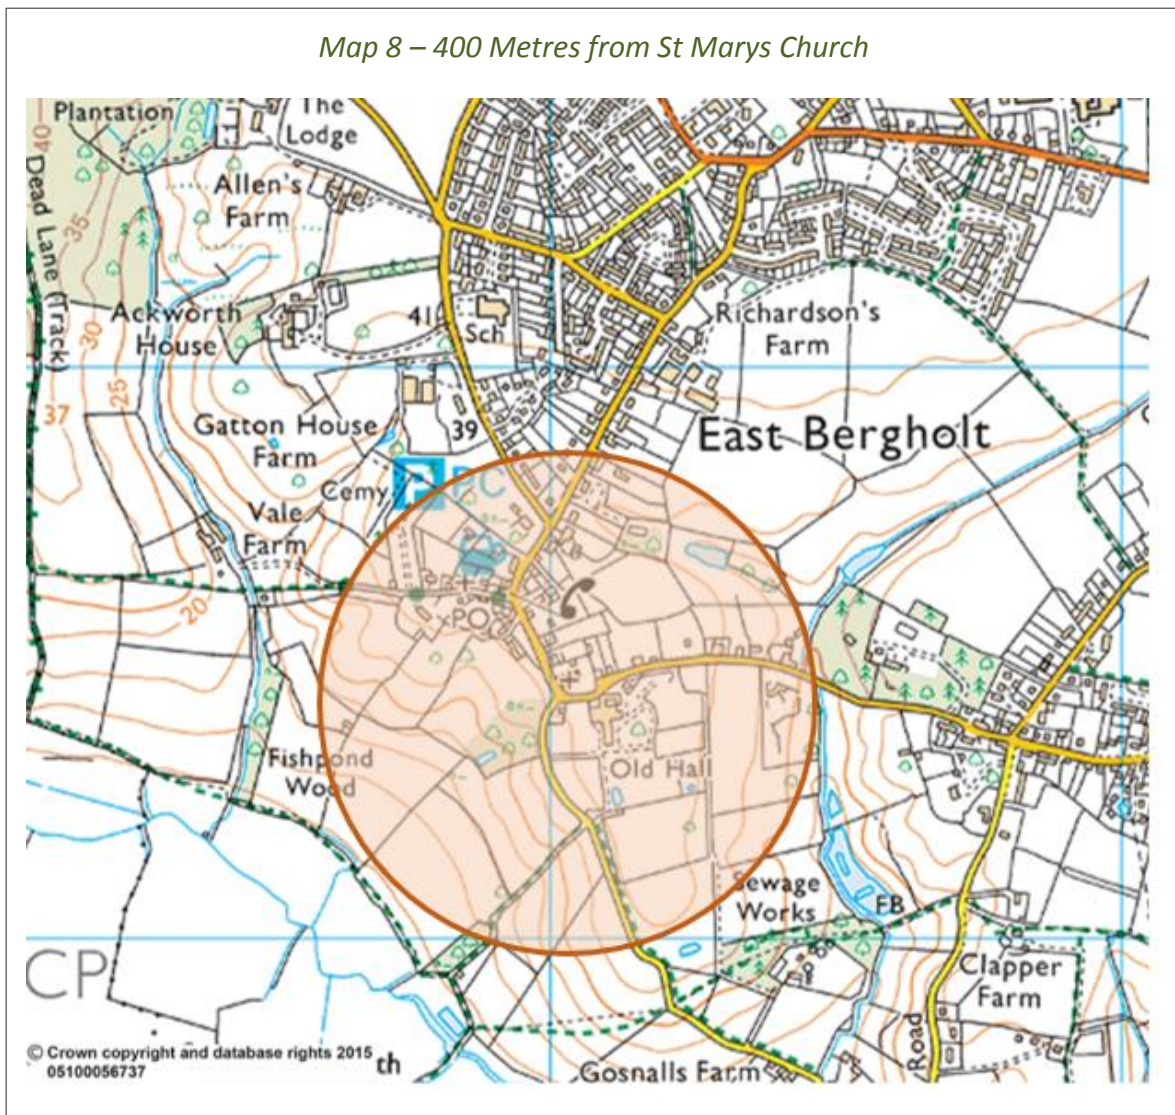 Map 8 – 400 Metres from St Marys Church
Plantation
The
Lodge
40
Dead Lane (Track)
35
Allen's
Farm
30
Ackworth
House
41
Sch
Richardson's
Farm
25
37
Gatton House
Farm
39
East Bergholt
Cemy
P
PC
Vale
Farm
20
PO
Fishpond
Wood
Old Hall
Sewage
Works
FB
CP
Clapper
Farm
Road
© Crown copyright and database rights 2015
05100056737
th
Gosnalls Farm